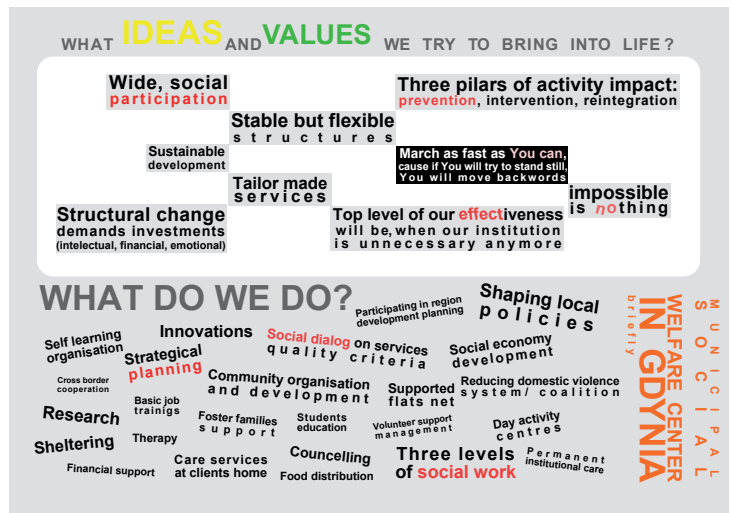 WHAT IDEAS AND VALUES WE TRY TO BRING INTO LIFE?
Wide, social
participation
Three pilars of activity impact:
prevention, intervention, reintegration
Stable but flexible
structures
Sustainable
development
March as fast as You can,
cause if You will try to stand still,
You will move backwords
Tailor made
services
impossible
is nothing
Structural change
demands investments
(intelectual, financial, emotional)
Top level of our effectiveness
will be, when our institution
is unnecessary anymore
WHAT DO WE DO?
Participating in region
development planning
Shaping local
policies
Self learning
organisation
Innovations
Strategical
planning
Social dialog on services
quality criteria
Social economy
development
Cross border
cooperation
Community organisation
and development
Supported
flats net
Reducing domestic violence
system/ coalition
Research
Basic job
trainigs
Foster families
support
Students
education
Volunteer support
management
Day activity
centres
Sheltering
Therapy
Financial support
Care services
at clients home
Councelling
Food distribution
Three levels
of social work
Permanent
institutional care
MUNICIPAL
SOCIAL
WELFARE CENTER
IN GDYNIA
briefly